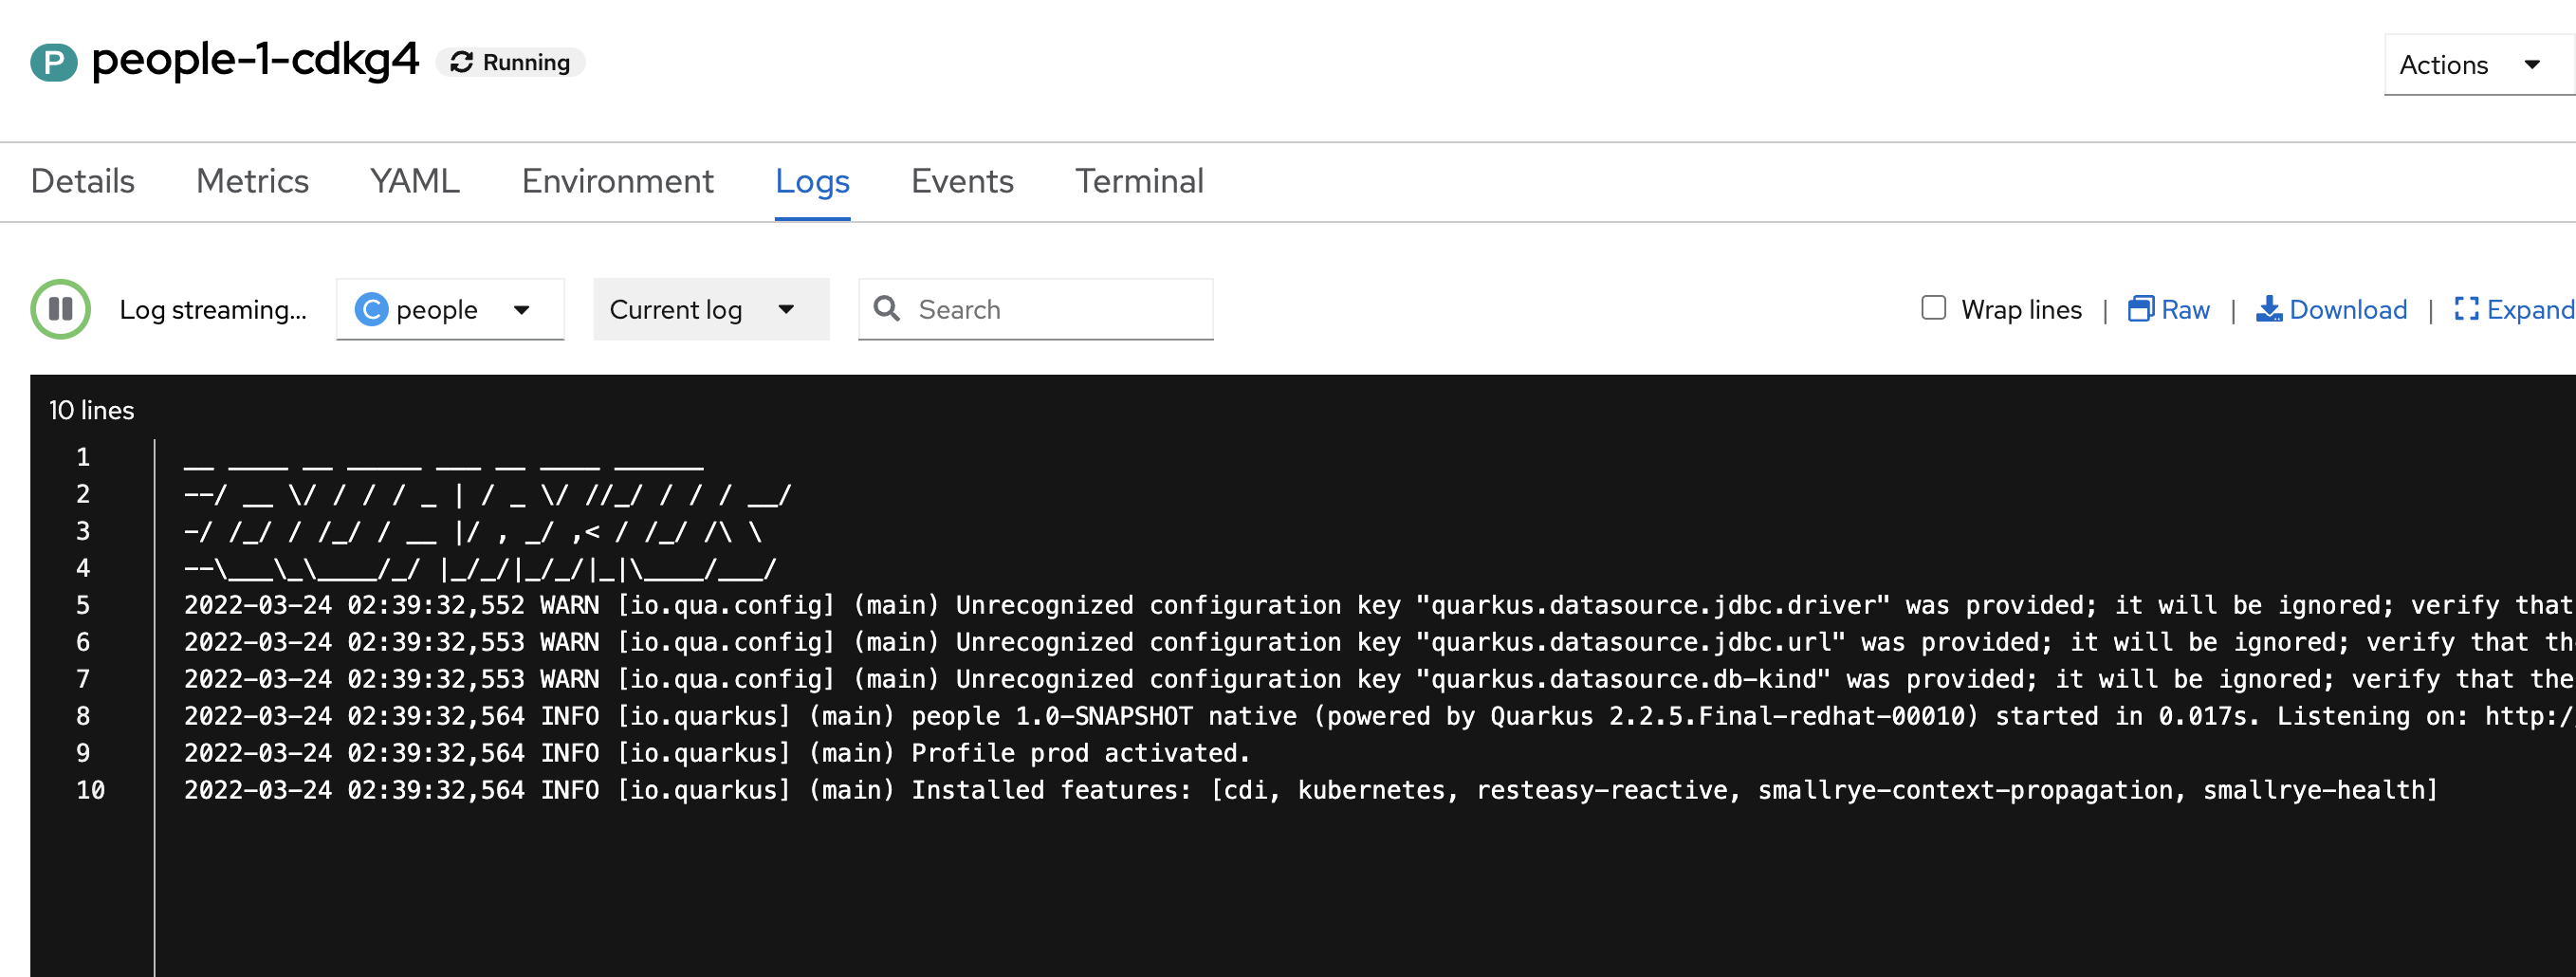 P people-1-cdkg4 Running
Actions
Details Metrics YAML Environment Logs Events Terminal
Log streaming... C people Current log Search Wrap lines | Raw | Download | Expand
10 lines
1 __ ____ __ _____ ___ __ ____ ______
2 --/ __ \/ / / / _ | / _ \/ //_/ / / / __/
3 -/ /_/ / /_/ / __ |/ , _/ ,< / /_/ /\ \
4 --\___\_\____/_/ |_/_/|_/_/|_|\____/___/
5 2022-03-24 02:39:32,552 WARN [io.qua.config] (main) Unrecognized configuration key "quarkus.datasource.jdbc.driver" was provided; it will be ignored; verify that
6 2022-03-24 02:39:32,553 WARN [io.qua.config] (main) Unrecognized configuration key "quarkus.datasource.jdbc.url" was provided; it will be ignored; verify that th
7 2022-03-24 02:39:32,553 WARN [io.qua.config] (main) Unrecognized configuration key "quarkus.datasource.db-kind" was provided; it will be ignored; verify that the
8 2022-03-24 02:39:32,564 INFO [io.quarkus] (main) people 1.0-SNAPSHOT native (powered by Quarkus 2.2.5.Final-redhat-00010) started in 0.017s. Listening on: http:/
9 2022-03-24 02:39:32,564 INFO [io.quarkus] (main) Profile prod activated.
10 2022-03-24 02:39:32,564 INFO [io.quarkus] (main) Installed features: [cdi, kubernetes, resteasy-reactive, smallrye-context-propagation, smallrye-health]